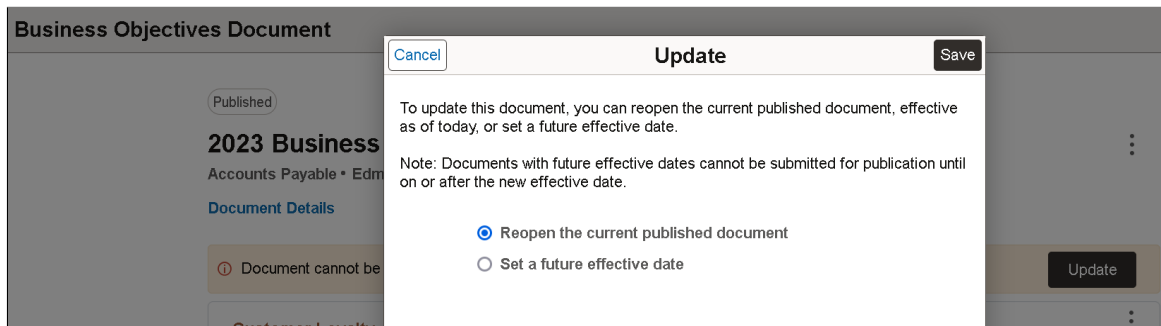 Business Objectives Document
Cancel
Update
Save
Published
To update this document, you can reopen the current published document, effective
as of today, or set a future effective date.
2023 Business
Note: Documents with future effective dates cannot be submitted for publication until
on or after the new effective date.
Accounts Payable • Edm
Document Details
Reopen the current published document
Set a future effective date
Document cannot be
Update
Customer Loyalty